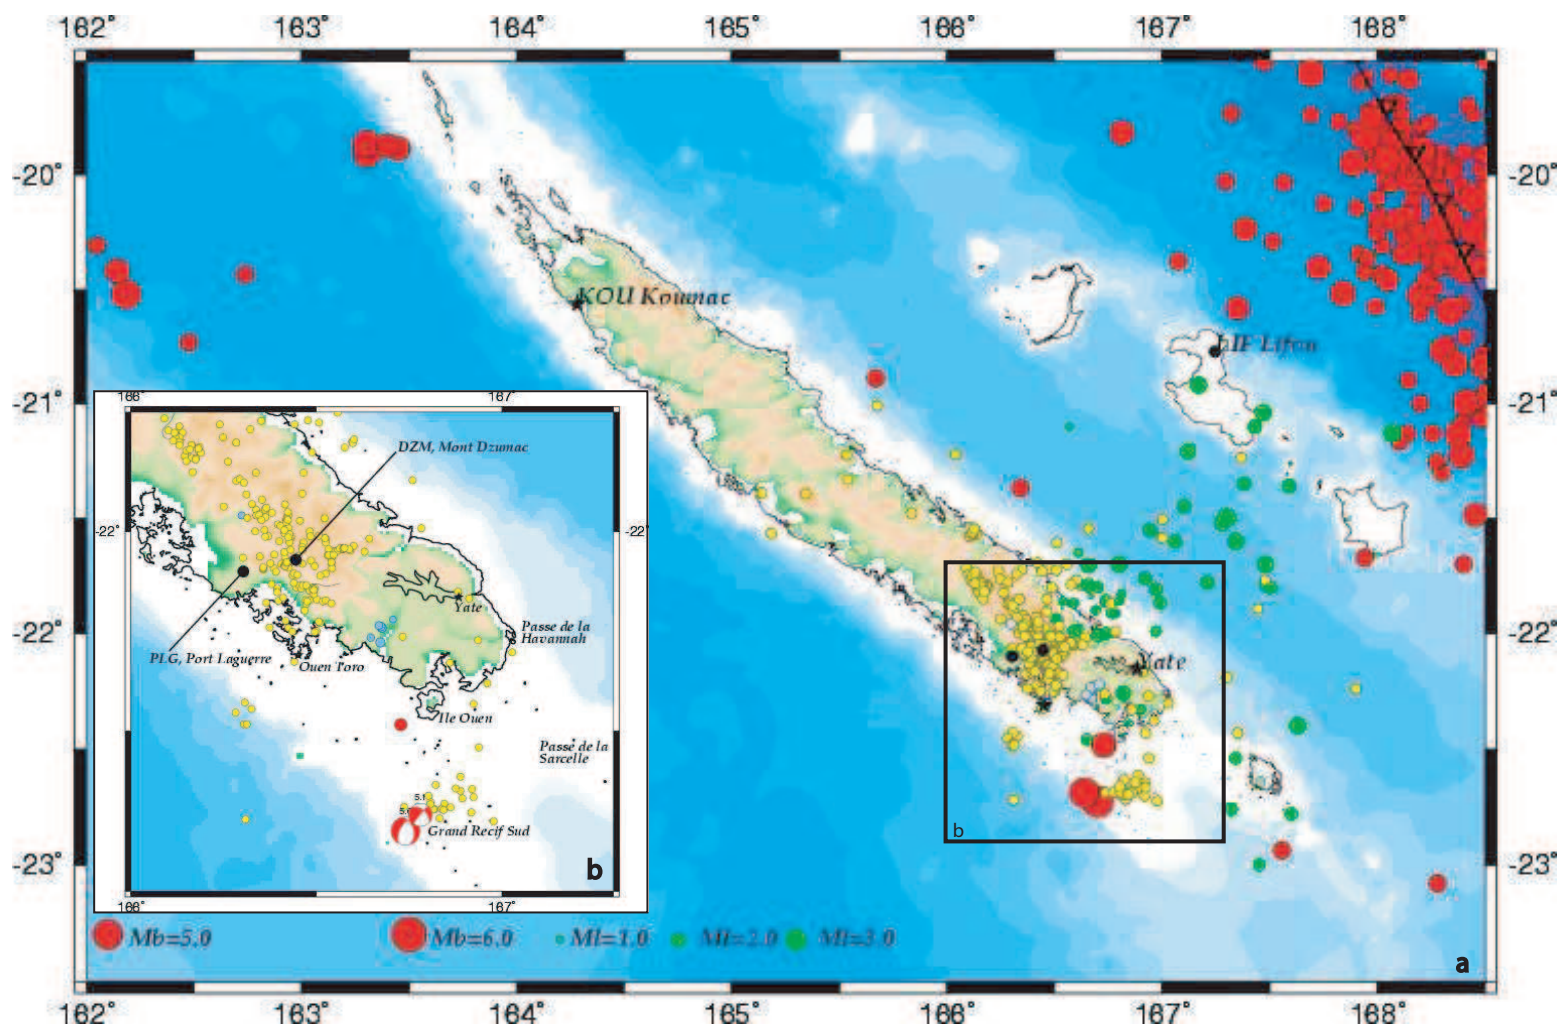 162° 163° 164° 165° 166° 167° 168°
-20° -20°
KOU Koumac
LIF Lifou
-21° -21°
166° 167°
DZM, Mont Dzumac
-22° -22°
Yate
Passe de la
Havannah
PLG, Port Laguerre
Ouen Toro
Ile Ouen
Passe de la
Sarcelle
5.1
5.
Grand Recif Sud
b
166° 167°
-22° -22°
Yate
b
-23° -23°
Mb=5.0 Mb=6.0 Ml=1.0 Ml=2.0 Ml=3.0
a
162° 163° 164° 165° 166° 167° 168°